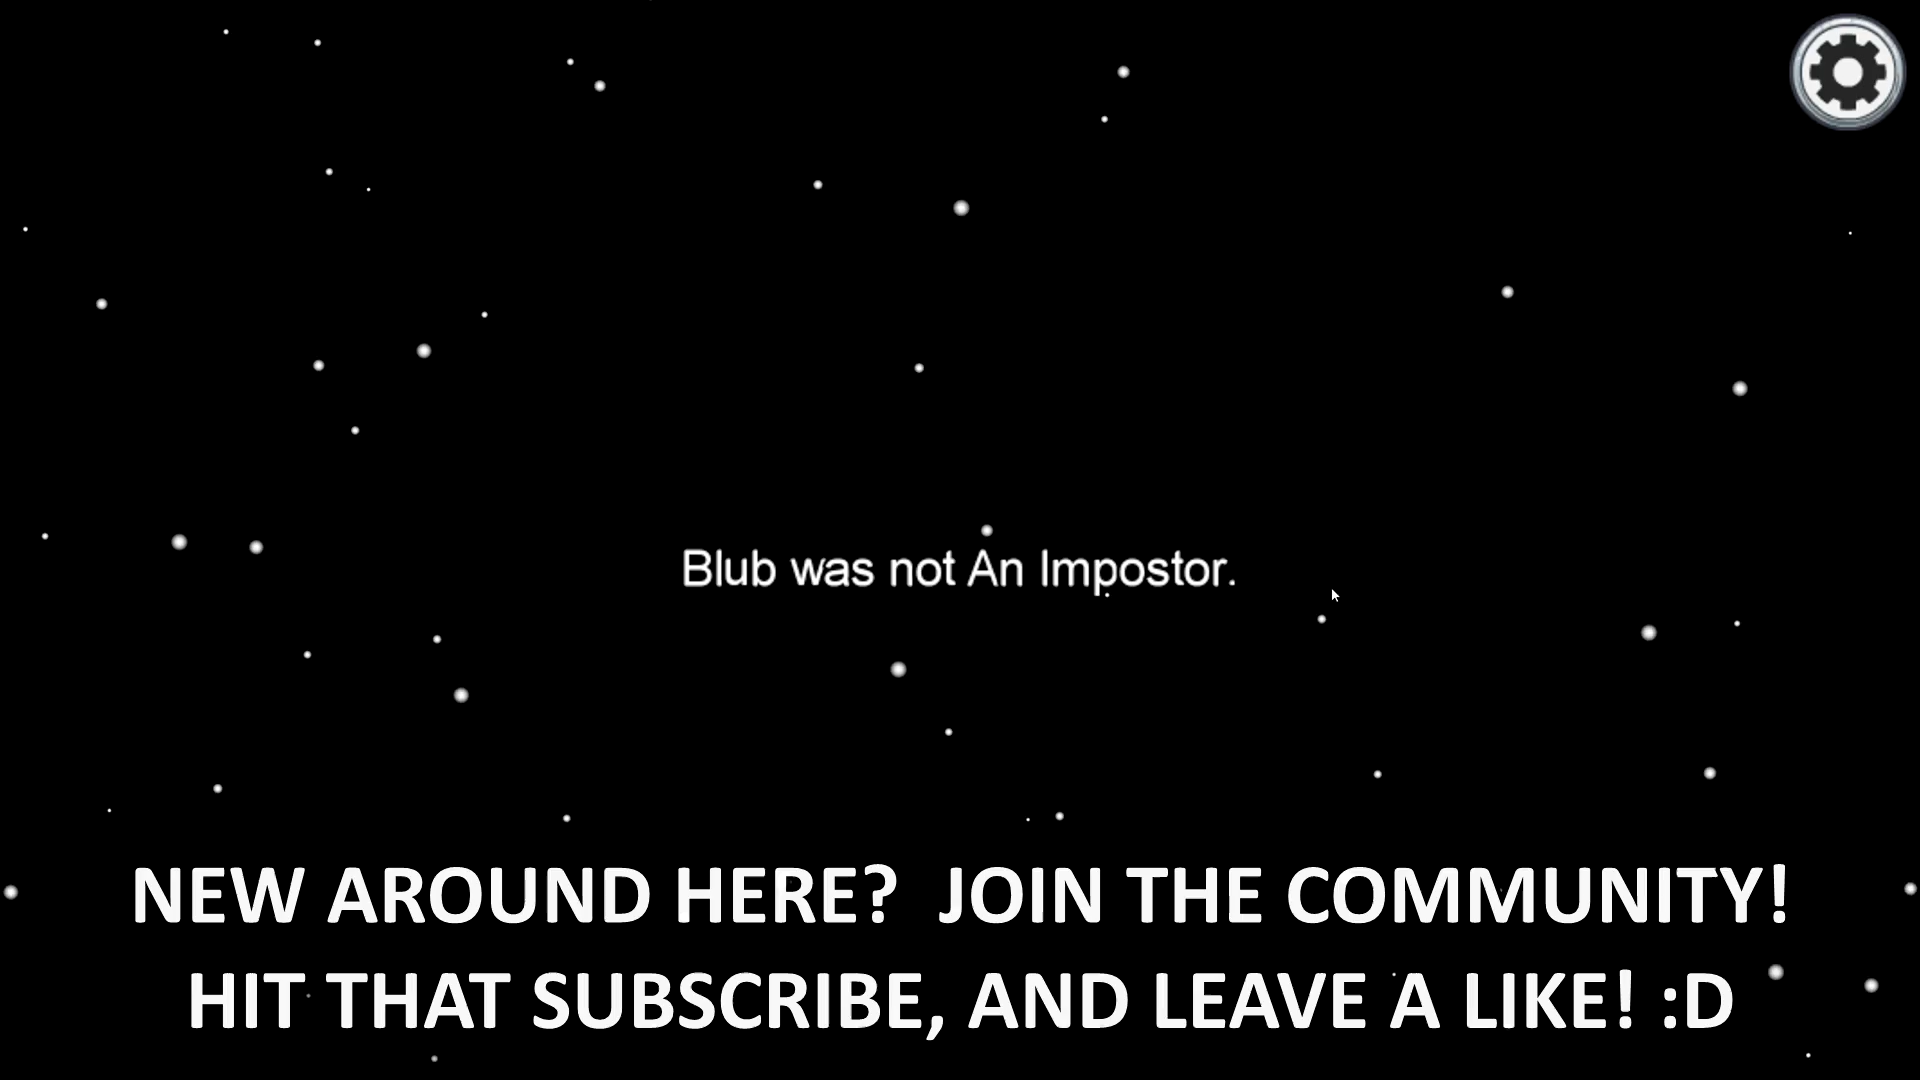 Blub was not An Impostor.
NEW AROUND HERE?  JOIN THE COMMUNITY!
HIT THAT SUBSCRIBE, AND LEAVE A LIKE! :D